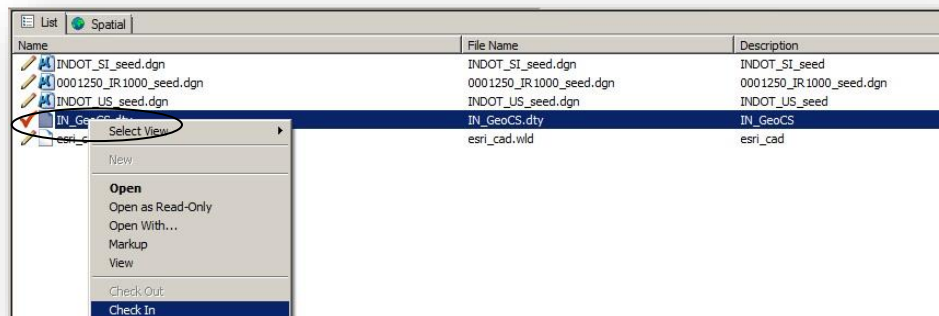 List Spatial
Name File Name Description
INDOT_SI_seed.dgn INDOT_SI_seed.dgn INDOT_SI_seed
0001250_IR1000_seed.dgn 0001250_IR1000_seed.dgn 0001250_IR1000_seed
INDOT_US_seed.dgn INDOT_US_seed.dgn INDOT_US_seed
IN_GeoCS.dty IN_GeoCS.dty IN_GeoCS
esri_c esri_cad.wld esri_cad
Select View
New
Open
Open as Read-Only
Open With...
Markup
View
Check Out
Check In